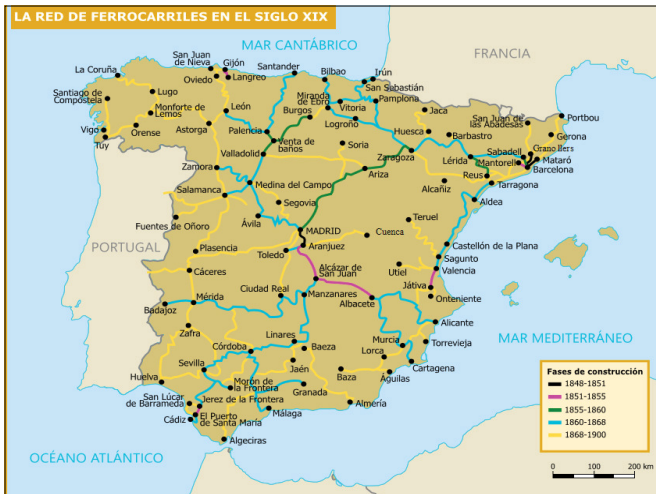 LA RED DE FERROCARRILES EN EL SIGLO XIX
MAR CANTÁBRICO
FRANCIA
San Juan
de Nieva
Gijón
Santander
Bilbao
Irún
La Coruña
Oviedo
Langreo
San Subastián
Santiago de
Compostela
Lugo
Miranda
de Ebro
Vitoria
Pamplona
Monforte de
Lemos
León
Burgos
Logroño
Jaca
San Juan de
las Abadesas
Portbou
Vigo
Tuy
Orense
Astorga
Palencia
Venta de
baños
Soria
Huesca
Barbastro
Gerona
Granollers
Sabadell
Mataró
Valladolid
Zaragoza
Lérida
Mantorell
Barcelona
Zamora
Ariza
Reus
Tarragona
Salamanca
Medina del Campo
Alcañiz
Segovia
Aldea
Fuentes de Oñoro
Ávila
MADRID
Teruel
PORTUGAL
Plasencia
Toledo
Aranjuez
Cuenca
Castellón de la Plana
Sagunto
Cáceres
Alcázar de
San Juan
Utiel
Valencia
Ciudad Real
Játiva
Badajoz
Mérida
Manzanares
Albacete
Onteniente
Alicante
MAR MEDITERRÁNEO
Zafra
Linares
Córdoba
Baeza
Murcia
Torrevieja
Sevilla
Lorca
Huelva
Jaén
Baza
Cartagena
Morón de
la Frontera
Granada
Águilas
San Lúcar
de Barrameda
Jerez de la Frontera
Almería
Cádiz
El Puerto
de Santa María
Málaga
Algeciras
OCÉANO ATLÁNTICO
Fases de construcción
1848-1851
1851-1855
1855-1860
1860-1868
1868-1900
0 100 200 km